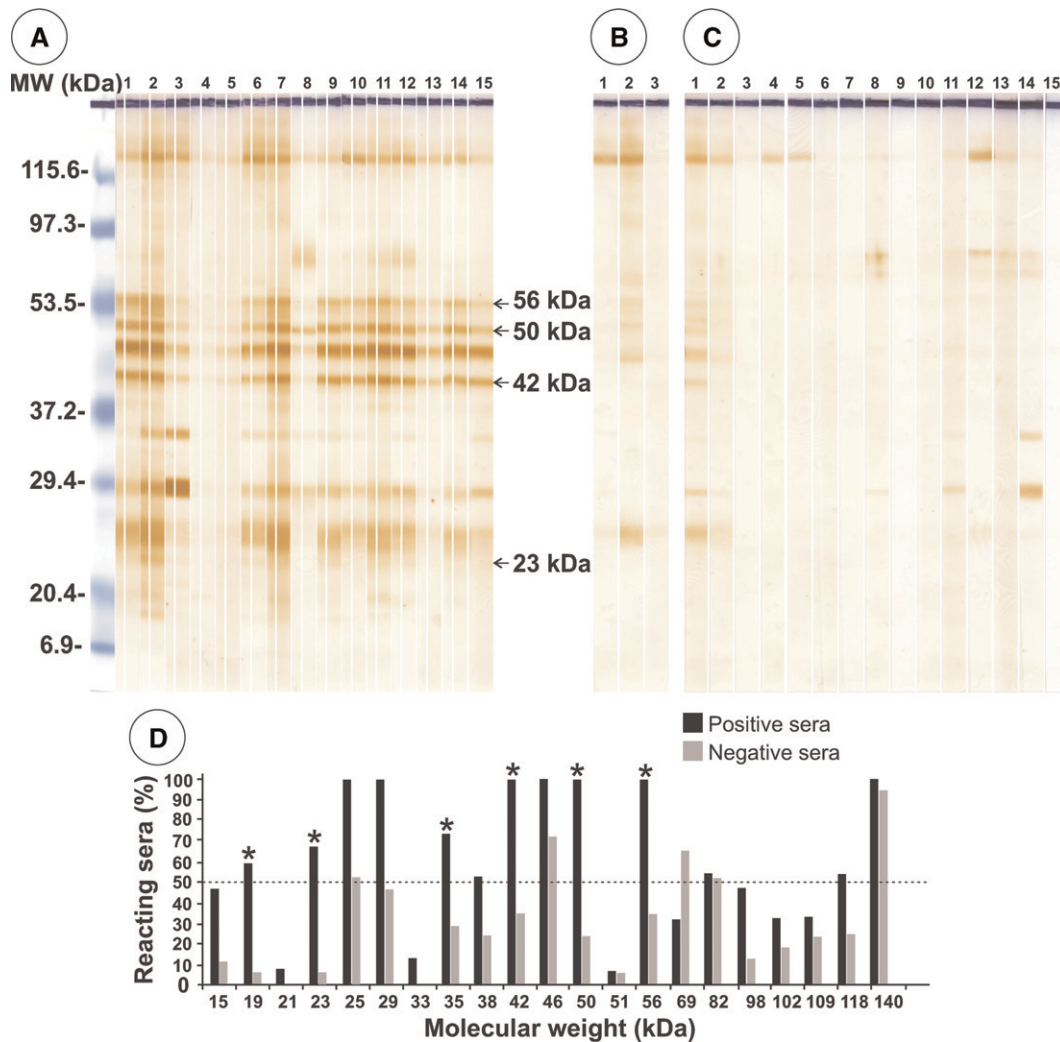 A
B
C
MW (kDa)
1 2 3 4 5 6 7 8 9 10 11 12 13 14 15
1 2 3
1 2 3 4 5 6 7 8 9 10 11 12 13 14 15
115.6-
97.3-
53.5-
37.2-
29.4-
20.4-
6.9-
←56 kDa
←50 kDa
←42 kDa
←23 kDa
D
Positive sera
Negative sera
Reacting sera (%)
100
90
80
70
60
50
40
30
20
10
0
* * * * * *
15 19 21 23 25 29 33 35 38 42 46 50 51 56 69 82 98 102 109 118 140
Molecular weight (kDa)